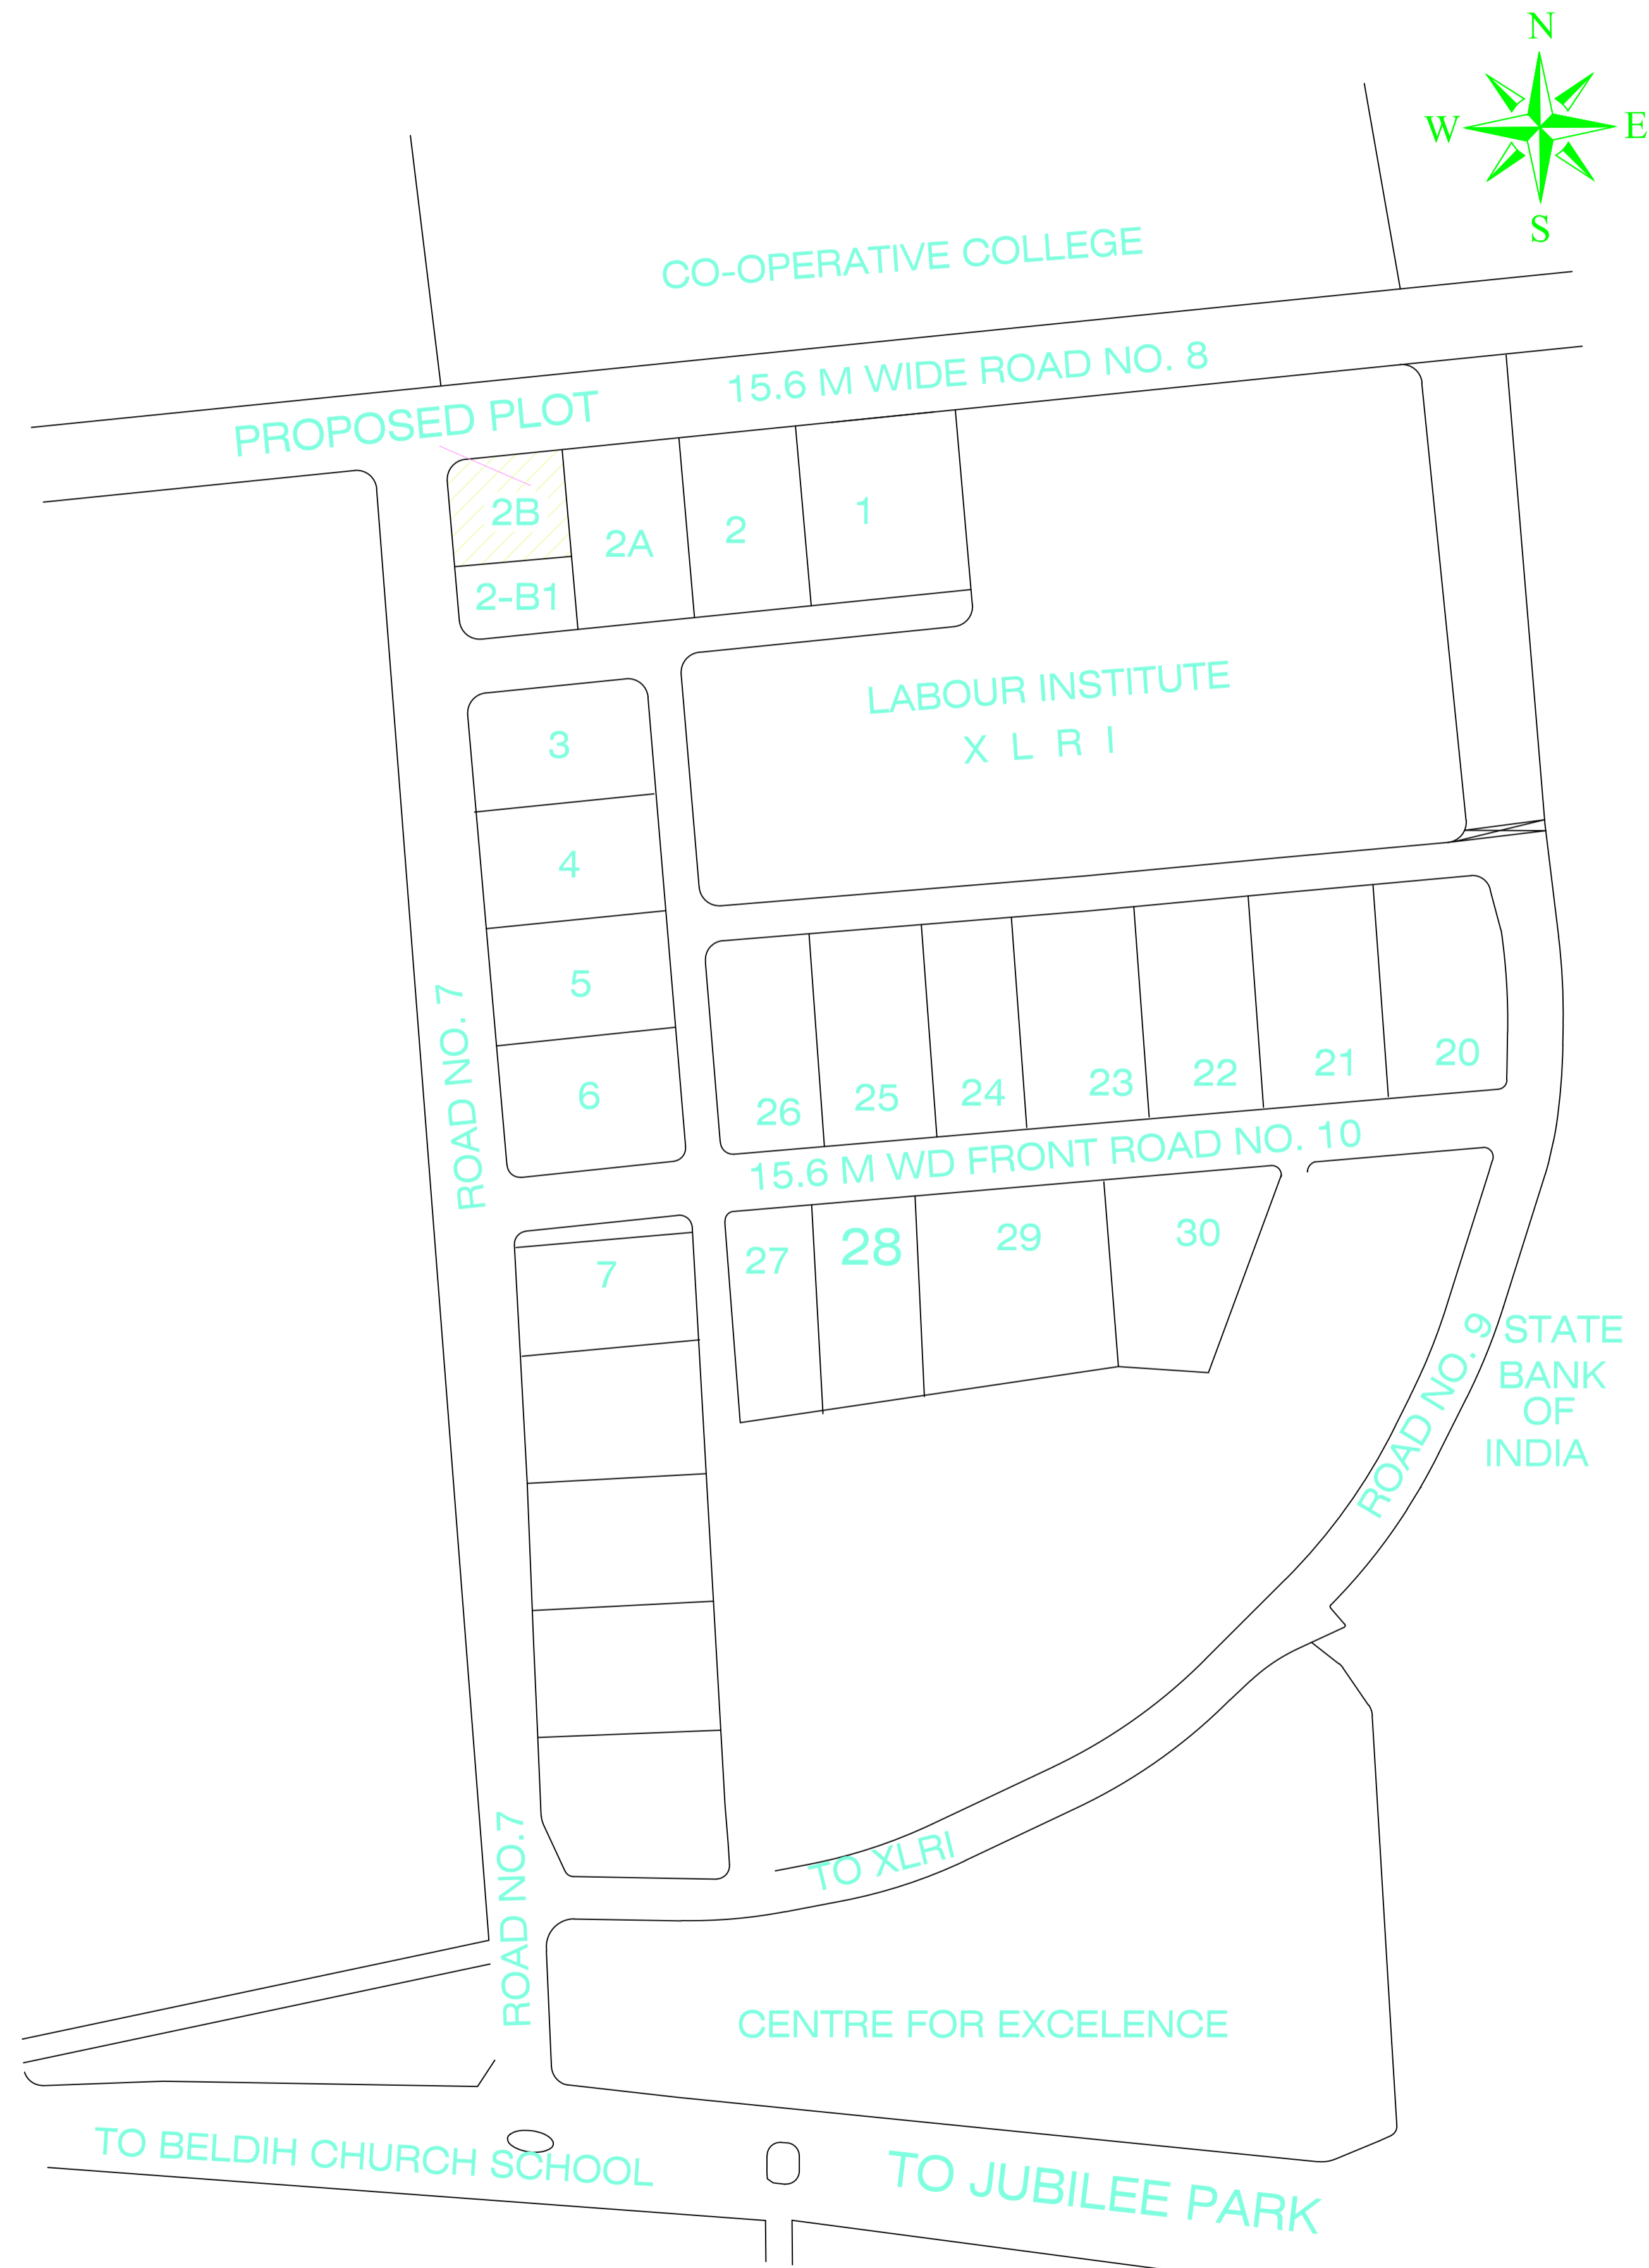 N
W
E
S
CO-OPERATIVE COLLEGE
15.6 M WIDE ROAD NO. 8
PROPOSED PLOT
2B
2A
2
1
2-B1
LABOUR INSTITUTE
X L R I
3
4
5
6
ROAD NO. 7
26
25
24
23
22
21
20
15.6 M WD FRONT ROAD NO. 10
27
28
29
30
7
ROAD NO. 9
STATE
BANK
OF
INDIA
TO XLRI
ROAD NO.7
CENTRE FOR EXCELENCE
TO BELDIH CHURCH SCHOOL
TO JUBILEE PARK